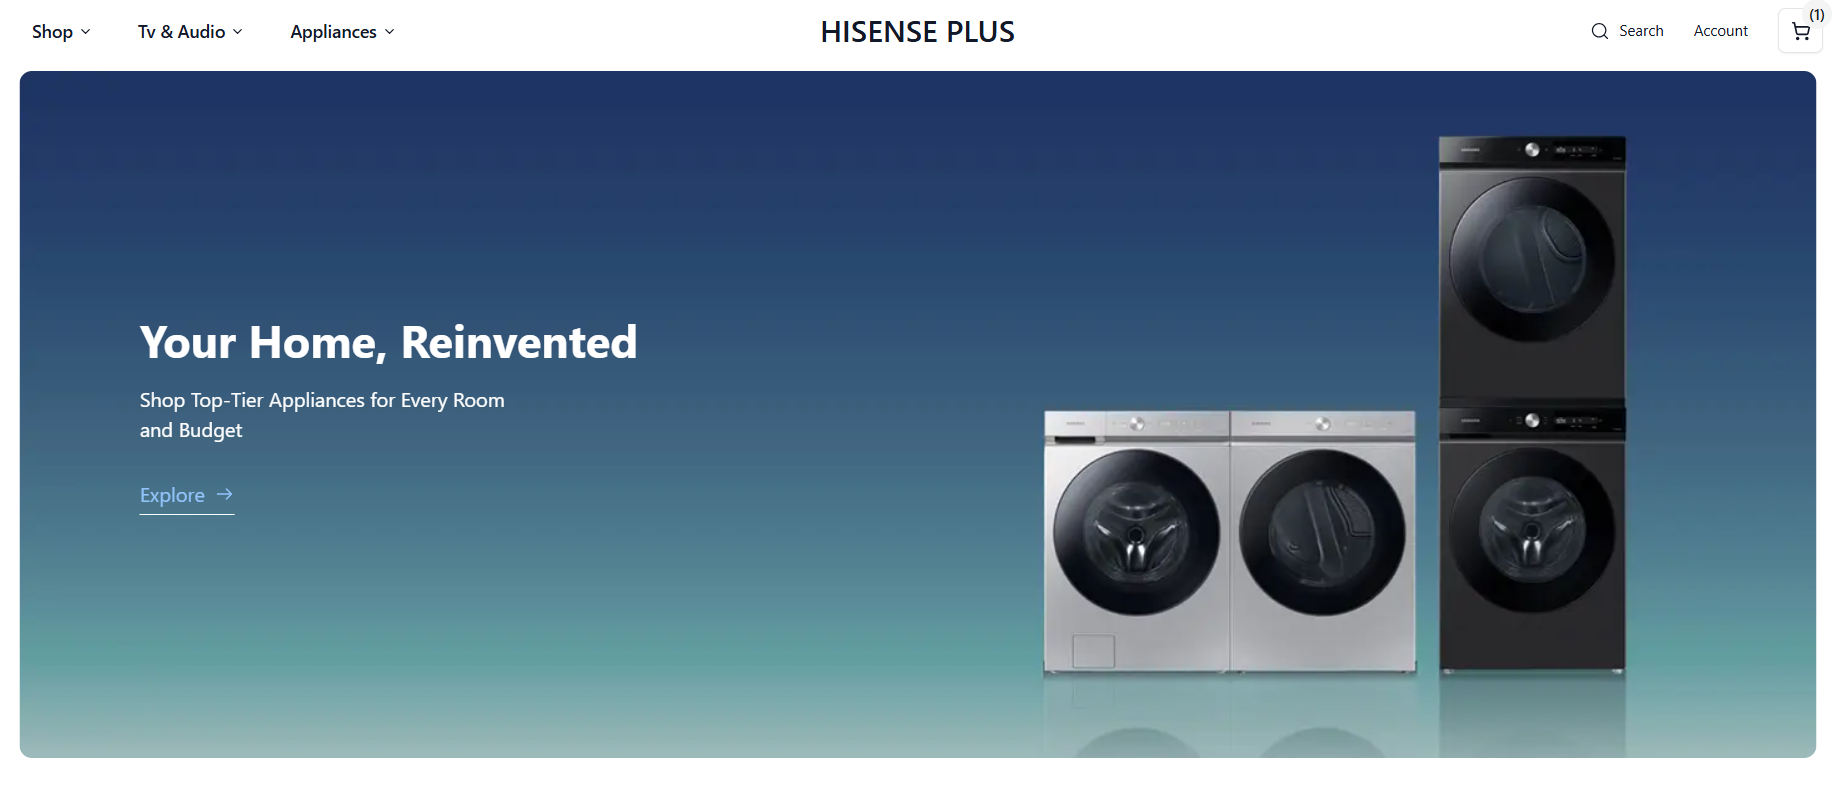 Shop
Tv & Audio
Appliances
HISENSE PLUS
Search
Account
(1)
Your Home, Reinvented
Shop Top-Tier Appliances for Every Room
and Budget
Explore